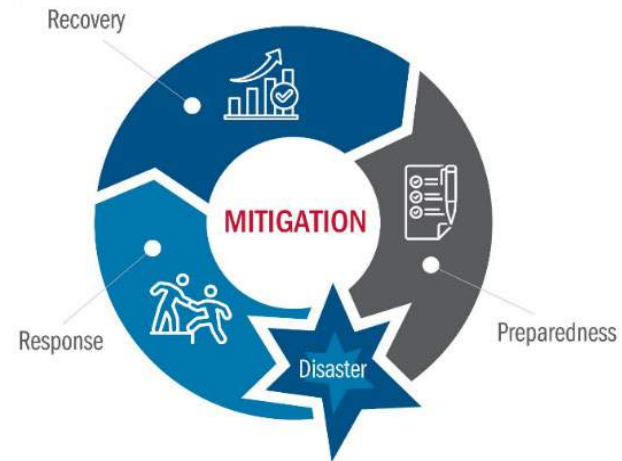 Recovery
MITIGATION
Response
Disaster
Preparedness